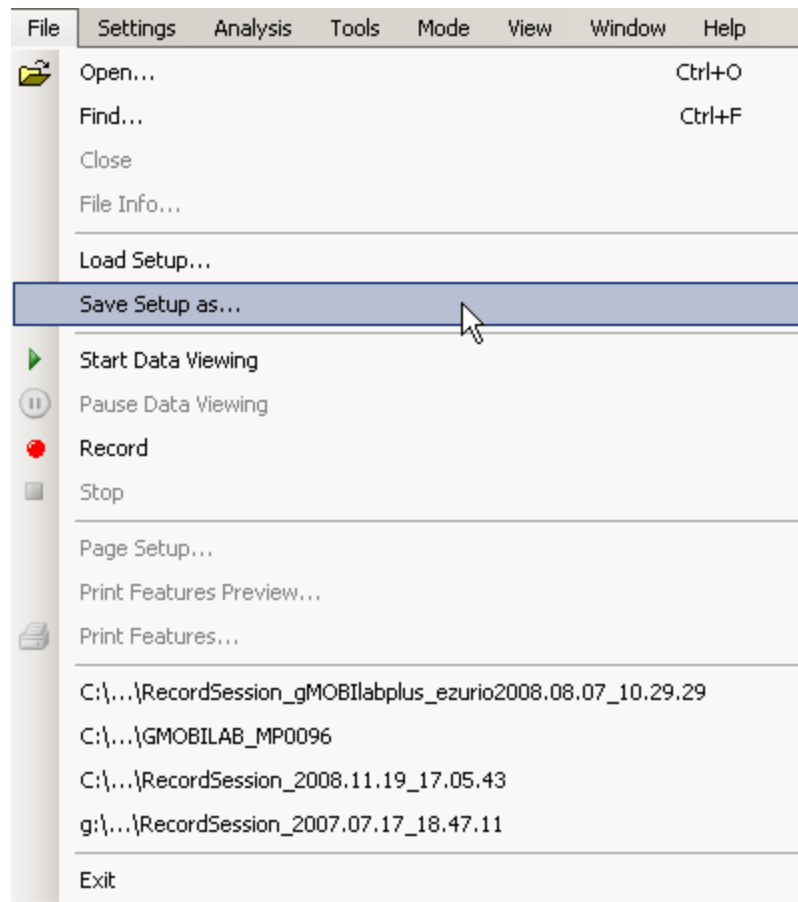 File Settings Analysis Tools Mode View Window Help
Open... Ctrl+O
Find... Ctrl+F
Close
File Info...
Load Setup...
Save Setup as...
Start Data Viewing
Pause Data Viewing
Record
Stop
Page Setup...
Print Features Preview...
Print Features...
C:\...\RecordSession_gMOBIlabplus_ezurio2008.08.07_10.29.29
C:\...\GMOBILAB_MP0096
C:\...\RecordSession_2008.11.19_17.05.43
g:\...\RecordSession_2007.07.17_18.47.11
Exit